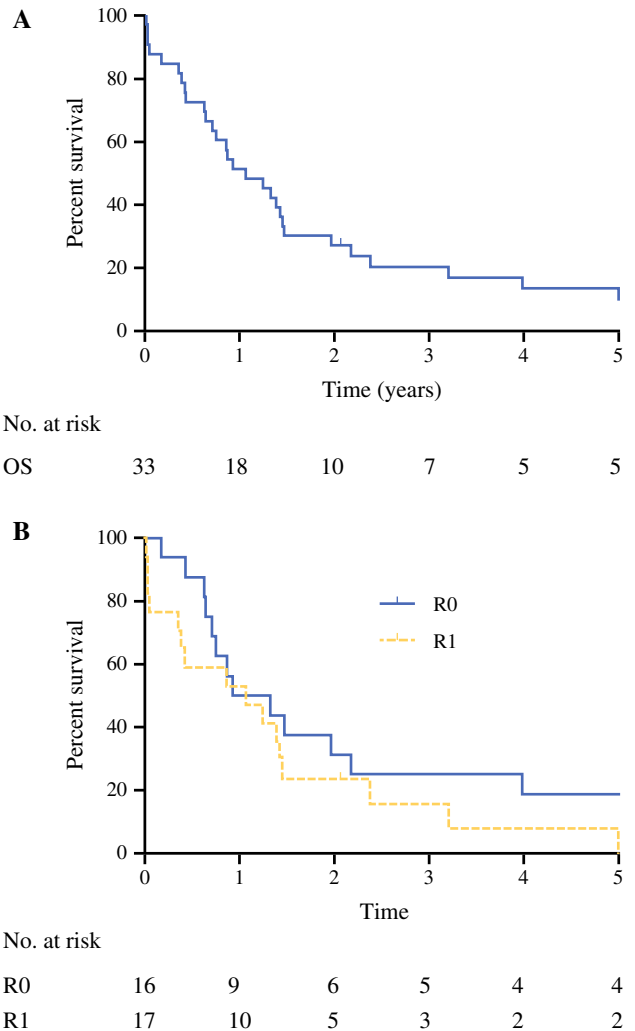 A
Percent survival
100
80
60
40
20
0
0 1 2 3 4 5
Time (years)
No. at risk
OS 33 18 10 7 5 5
B
Percent survival
100
80
60
40
20
0
R0
R1
0 1 2 3 4 5
Time
No. at risk
R0 16 9 6 5 4 4
R1 17 10 5 3 2 2